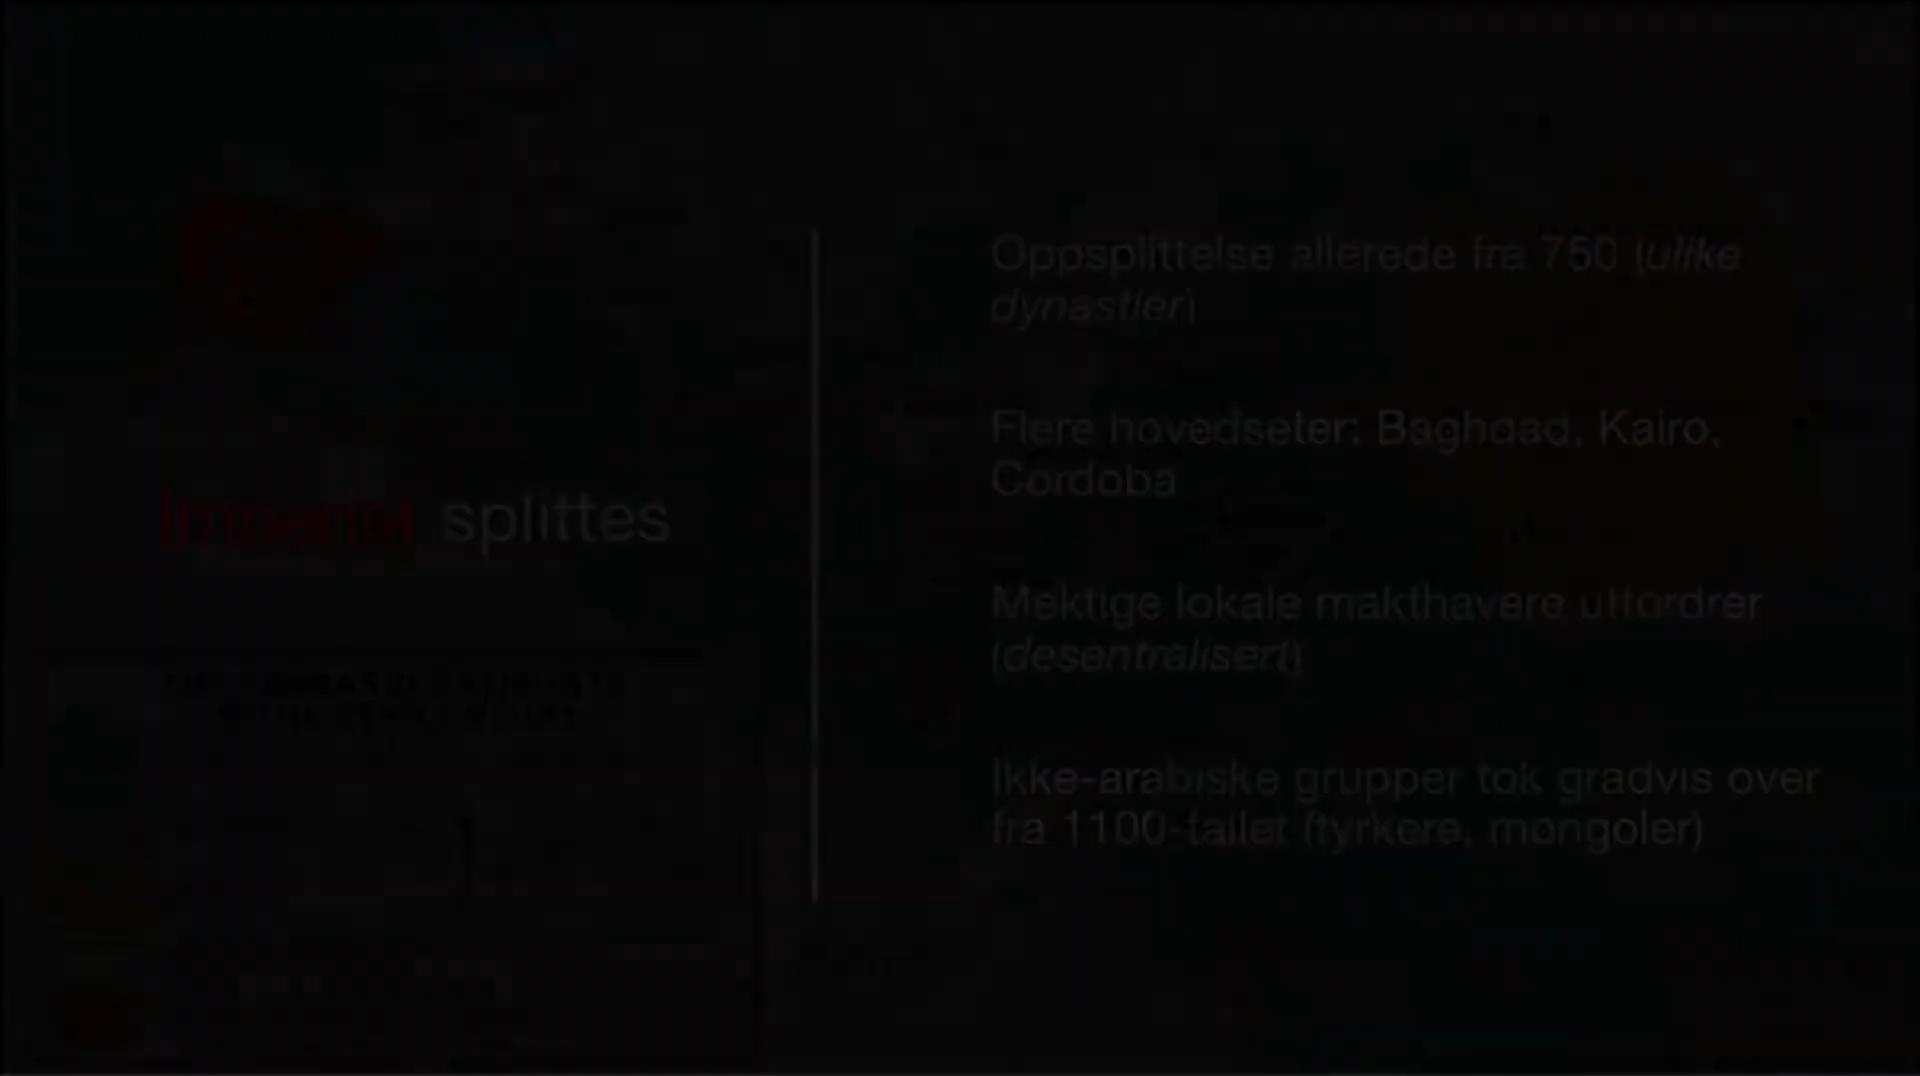 Imperiet splittes
Oppsplittelse allerede fra 750 (ulike
dynastier)
Flere hovedseter: Baghdad, Kairo,
Cordoba
Mektige lokale makthavere utfordrer
(desentralisert)
Ikke-arabiske grupper tok gradvis over
fra 1100-tallet (tyrkere, mongoler)